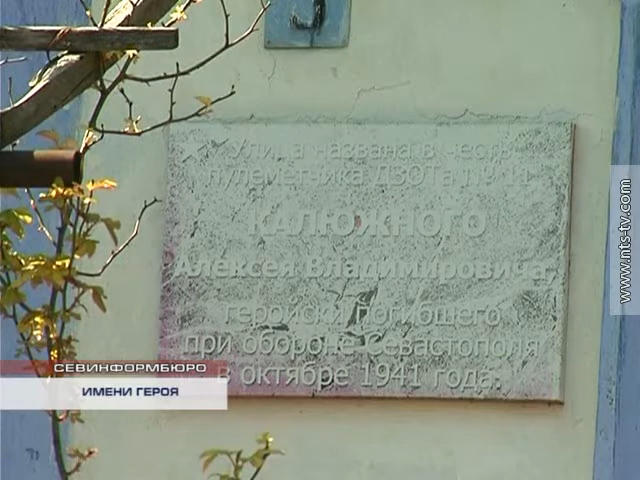 Улица названа в честь
пулеметчика ДЗОТа № 11
КАЛЮЖНОГО
Алексея Владимировича,
геройски погибшего
при обороне Севастополя
в октябре 1941 года.
СЕВИНФОРМБЮРО
ИМЕНИ ГЕРОЯ
www.nts-tv.com